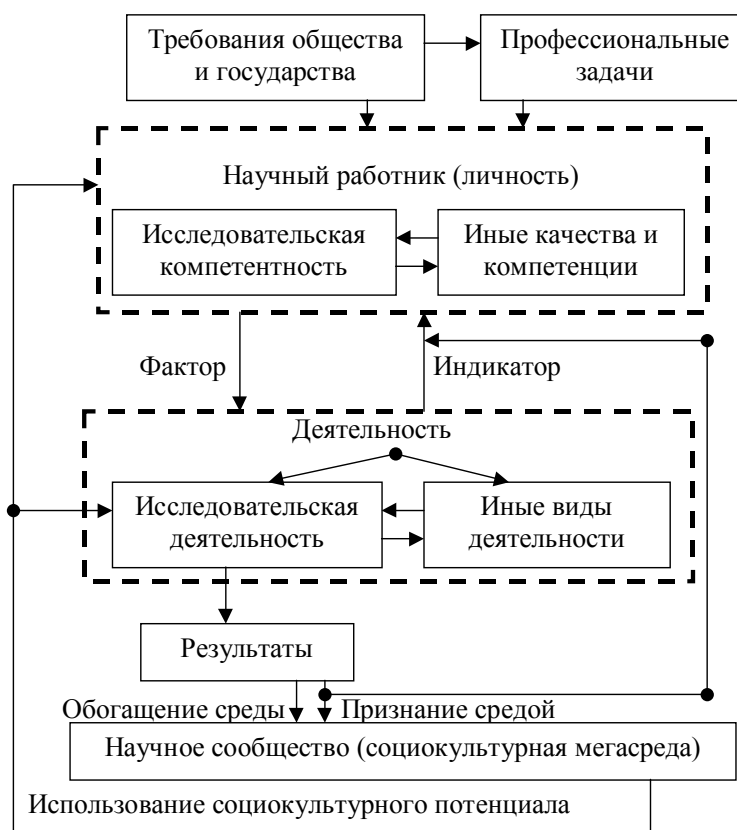 Требования общества
и государства
Профессиональные
задачи
Научный работник (личность)
Исследовательская
компетентность
Иные качества и
компетенции
Фактор
Индикатор
Деятельность
Исследовательская
деятельность
Иные виды
деятельности
Результаты
Обогащение среды
Признание средой
Научное сообщество (социокультурная мегасреда)
Использование социокультурного потенциала